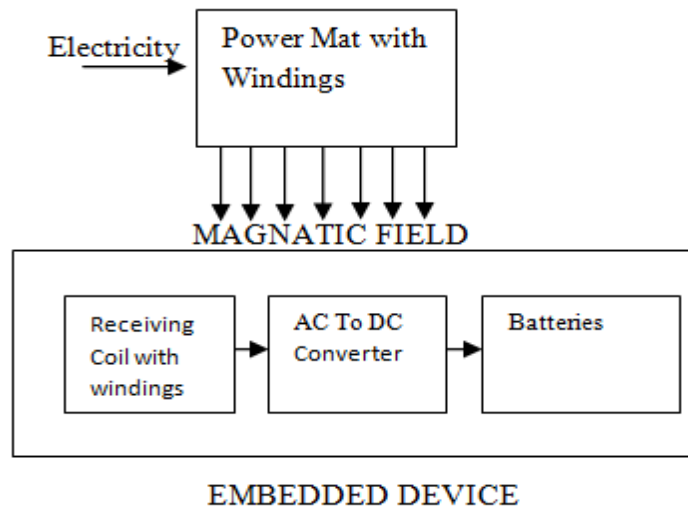 Electricity
Power Mat with
Windings
MAGNATIC FIELD
Receiving
Coil with
windings
AC To DC
Converter
Batteries
EMBEDDED DEVICE